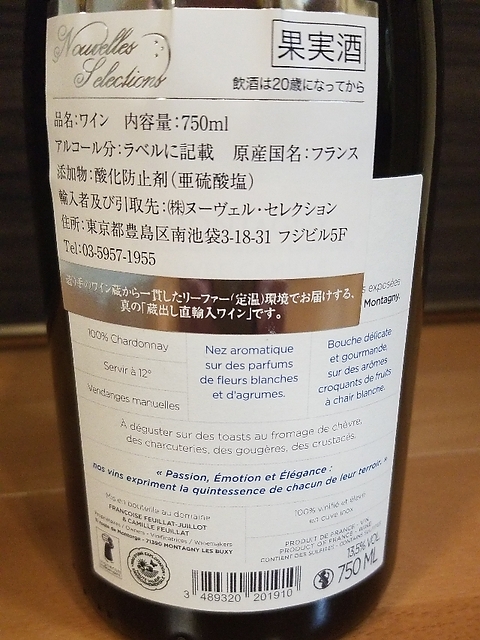 Nouvelles
Selections
果実酒
飲酒は20歳になってから
品名:ワイン 内容量:750ml
アルコール分:ラベルに記載 原産国名:フランス
添加物:酸化防止剤(亜硫酸塩)
輸入者及び引取先:(株)ヌーヴェル・セレクション
住所:東京都豊島区南池袋3-18-31 フジビル5F
Tel:03-5957-1955
造り手のワイン蔵から一貫したリーファー(定温)環境でお届けする、
真の「蔵出し直輸入ワイン」です。
exposées
Montagny.
100% Chardonnay
Servir à 12°
Vendanges manuelles
Nez aromatique
sur des parfums
de fleurs blanches
et d'agrumes.
Bouche délicate
et gourmande,
sur des arômes
croquants de fruits
à chair blanche.
À déguster sur des toasts au fromage de chèvre,
des charcuteries, des gougères, des crustacés.
« Passion, Émotion et Élégance :
nos vins expriment la quintessence de chacun de leur terroir. »
Mis en bouteille au domaine
FRANÇOISE FEUILLAT-JUILLOT
& CAMILLE FEUILLAT
71390 MONTAGNY LES BUXY
100% vinifié et élevé
en cuve inox
PRODUCT OF FRANCE
13,5% VOL
750 ML
3 489320 201910